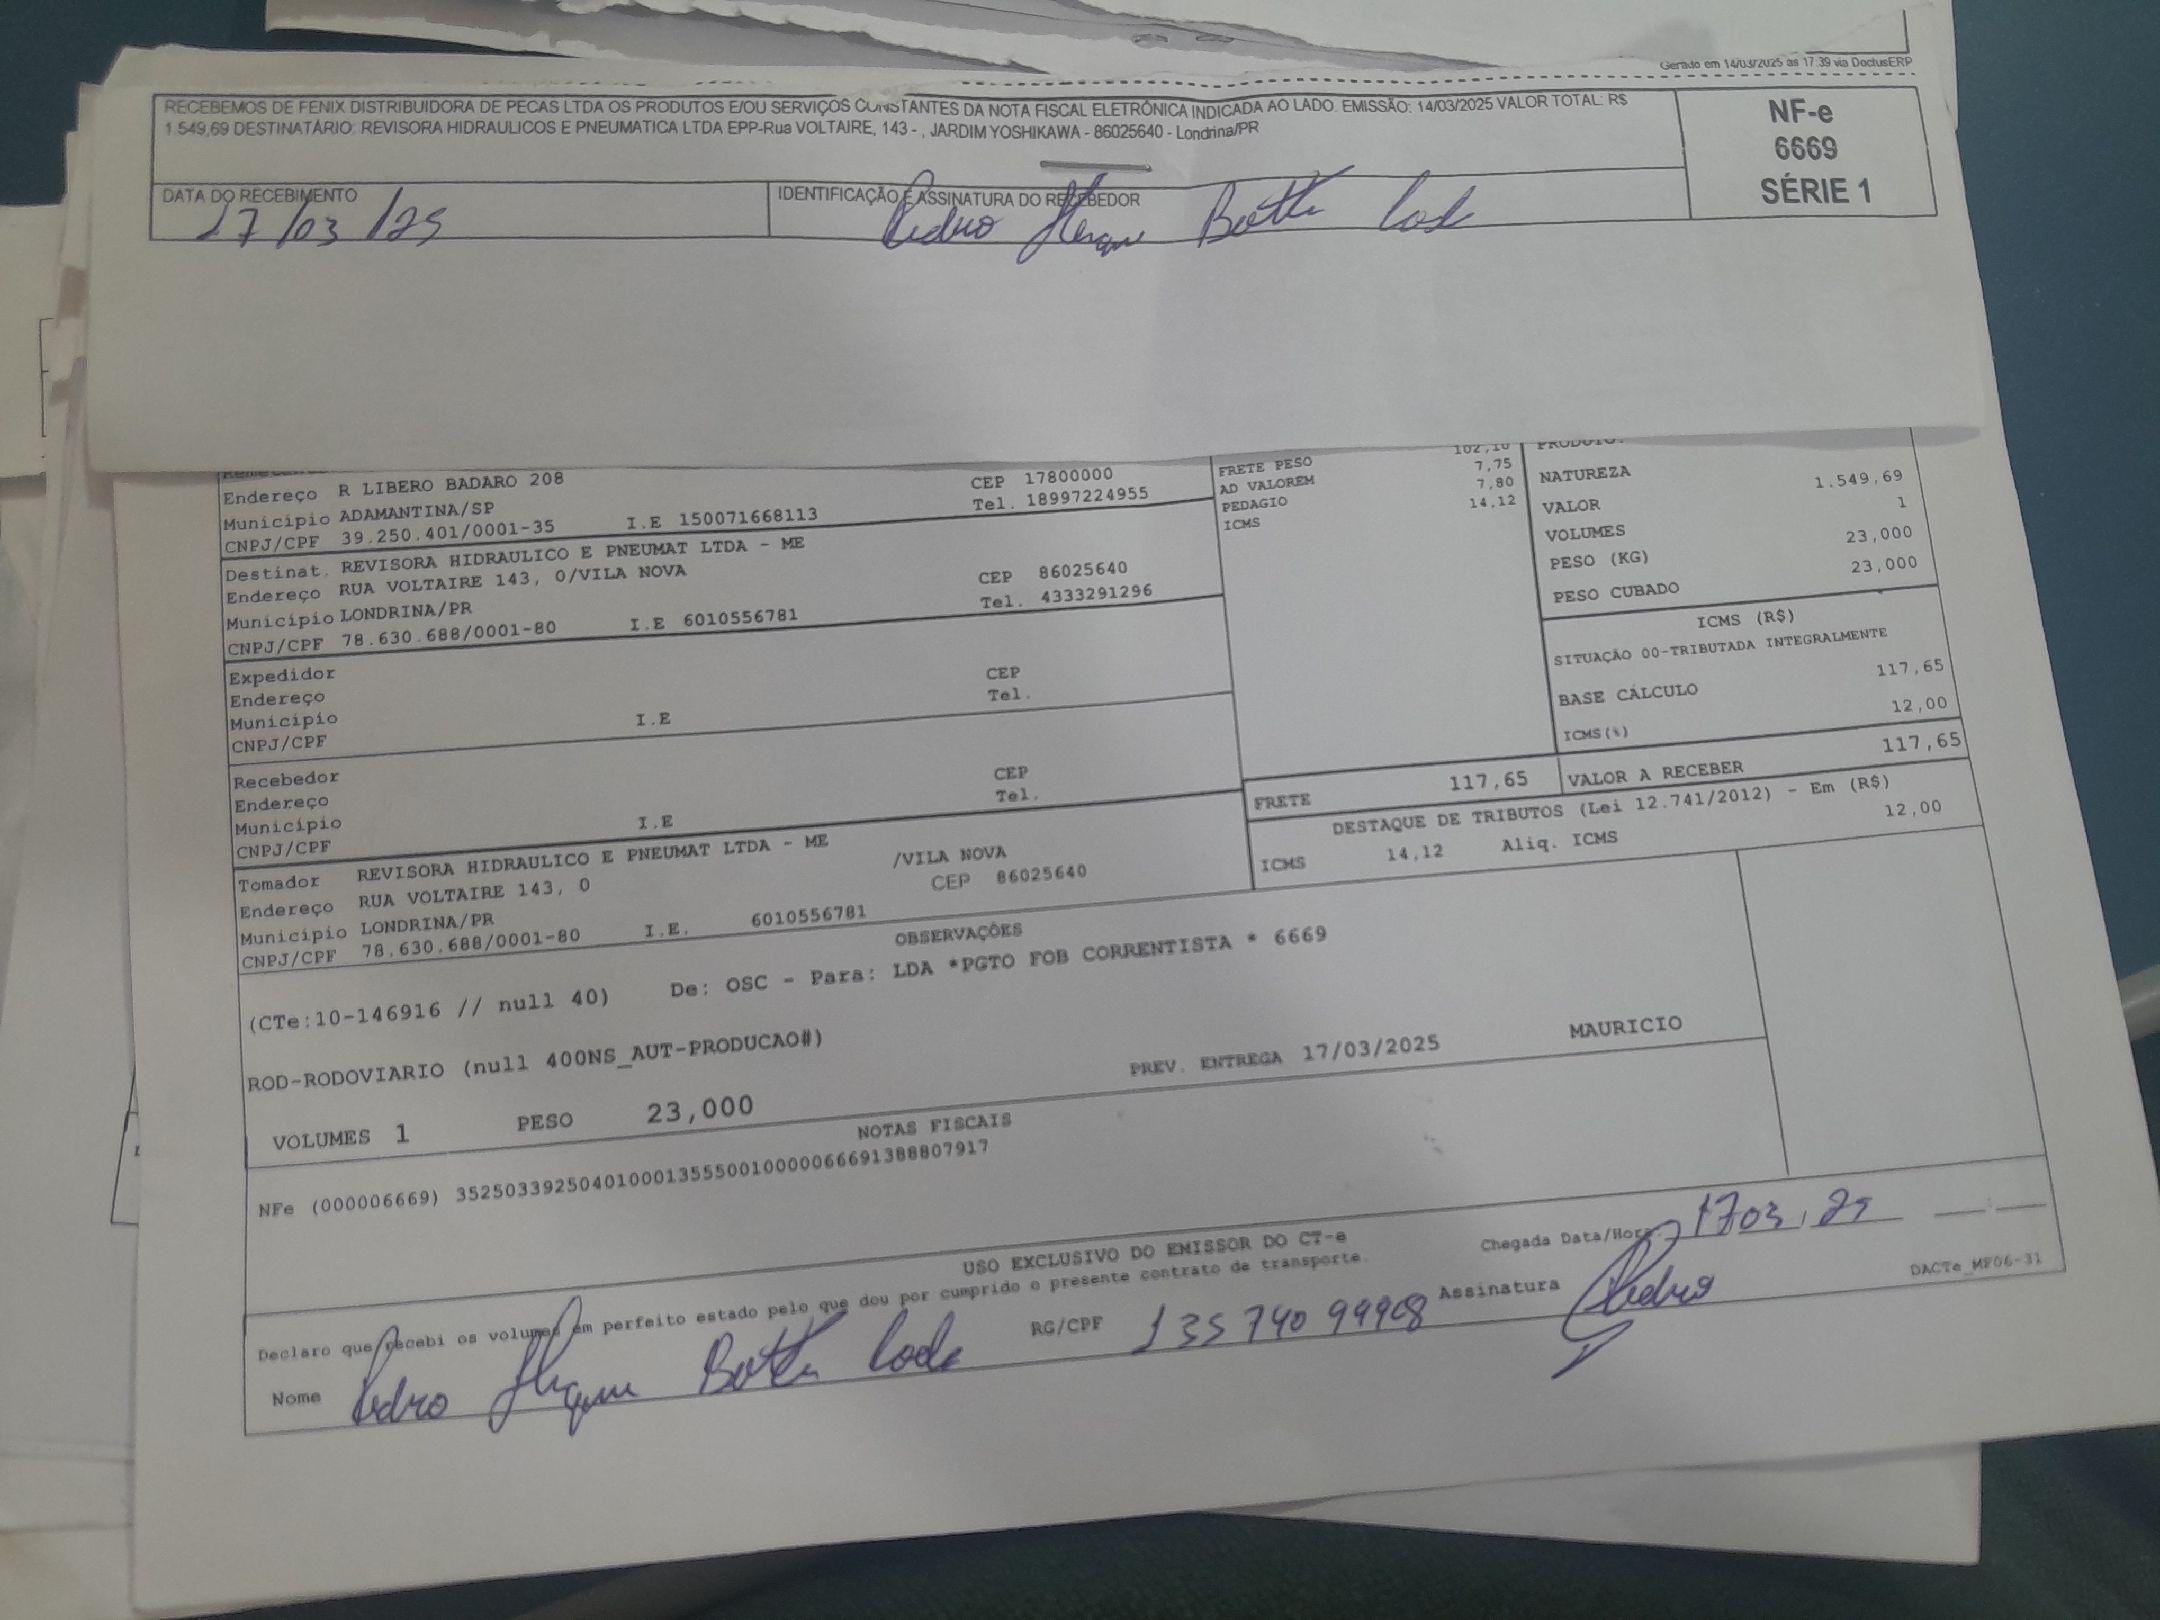 Gerado em 14/03/2025 às 17:39 via DoctusERP
RECEBEMOS DE FENIX DISTRIBUIDORA DE PECAS LTDA OS PRODUTOS E/OU SERVIÇOS CONSTANTES DA NOTA FISCAL ELETRÔNICA INDICADA AO LADO. EMISSÃO: 14/03/2025 VALOR TOTAL: R$
1.549,69 DESTINATÁRIO: REVISORA HIDRAULICOS E PNEUMATICA LTDA EPP-Rua VOLTAIRE, 143 - , JARDIM YOSHIKAWA - 86025640 - Londrina/PR
NF-e
6669
SÉRIE 1
DATA DO RECEBIMENTO
17/03/25
IDENTIFICAÇÃO E ASSINATURA DO RECEBEDOR
Pedro
Endereço R LIBERO BADARO 208 CEP 17800000
Município ADAMANTINA/SP Tel. 18997224955
CNPJ/CPF 39.250.401/0001-35 I.E 150071668113
Destinat. REVISORA HIDRAULICO E PNEUMAT LTDA - ME
Endereço RUA VOLTAIRE 143, 0/VILA NOVA CEP 86025640
Município LONDRINA/PR Tel. 4333291296
CNPJ/CPF 78.630.688/0001-80 I.E 6010556781
Expedidor CEP
Endereço Tel.
Município I.E
CNPJ/CPF
Recebedor CEP
Endereço Tel.
Município I.E
CNPJ/CPF
Tomador REVISORA HIDRAULICO E PNEUMAT LTDA - ME
Endereço RUA VOLTAIRE 143, 0 /VILA NOVA
Município LONDRINA/PR CEP 86025640
CNPJ/CPF 78.630.688/0001-80 I.E. 6010556781
FRETE PESO 102,10
AD VALOREM 7,75
PEDAGIO 7,80
ICMS 14,12
PRODUTO:
NATUREZA
VALOR 1.549,69
VOLUMES 1
PESO (KG) 23,000
PESO CUBADO 23,000
ICMS (R$)
SITUAÇÃO 00-TRIBUTADA INTEGRALMENTE
BASE CÁLCULO 117,65
ICMS(%) 12,00
FRETE 117,65 VALOR A RECEBER 117,65
DESTAQUE DE TRIBUTOS (Lei 12.741/2012) - Em (R$)
ICMS 14,12 Aliq. ICMS 12,00
OBSERVAÇÕES
(CTe:10-146916 // null 40) De: OSC - Para: LDA *PGTO FOB CORRENTISTA * 6669
ROD-RODOVIARIO (null 400NS_AUT-PRODUCAO#)
PREV. ENTREGA 17/03/2025 MAURICIO
VOLUMES 1 PESO 23,000
NOTAS FISCAIS
NFe (000006669) 35250339250401000135550010000066691388807917
USO EXCLUSIVO DO EMISSOR DO CT-e
Chegada Data/Hora 17 03, 25
Declaro que recebi os volumes em perfeito estado pelo que dou por cumprido o presente contrato de transporte.
DACTe_MF06-31
Nome Pedro RG/CPF 135 740 99908 Assinatura Pedro